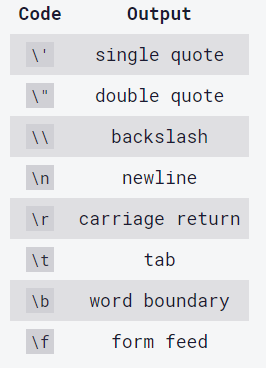 Code Output
\' single quote
\" double quote
\\ backslash
\n newline
\r carriage return
\t tab
\b word boundary
\f form feed